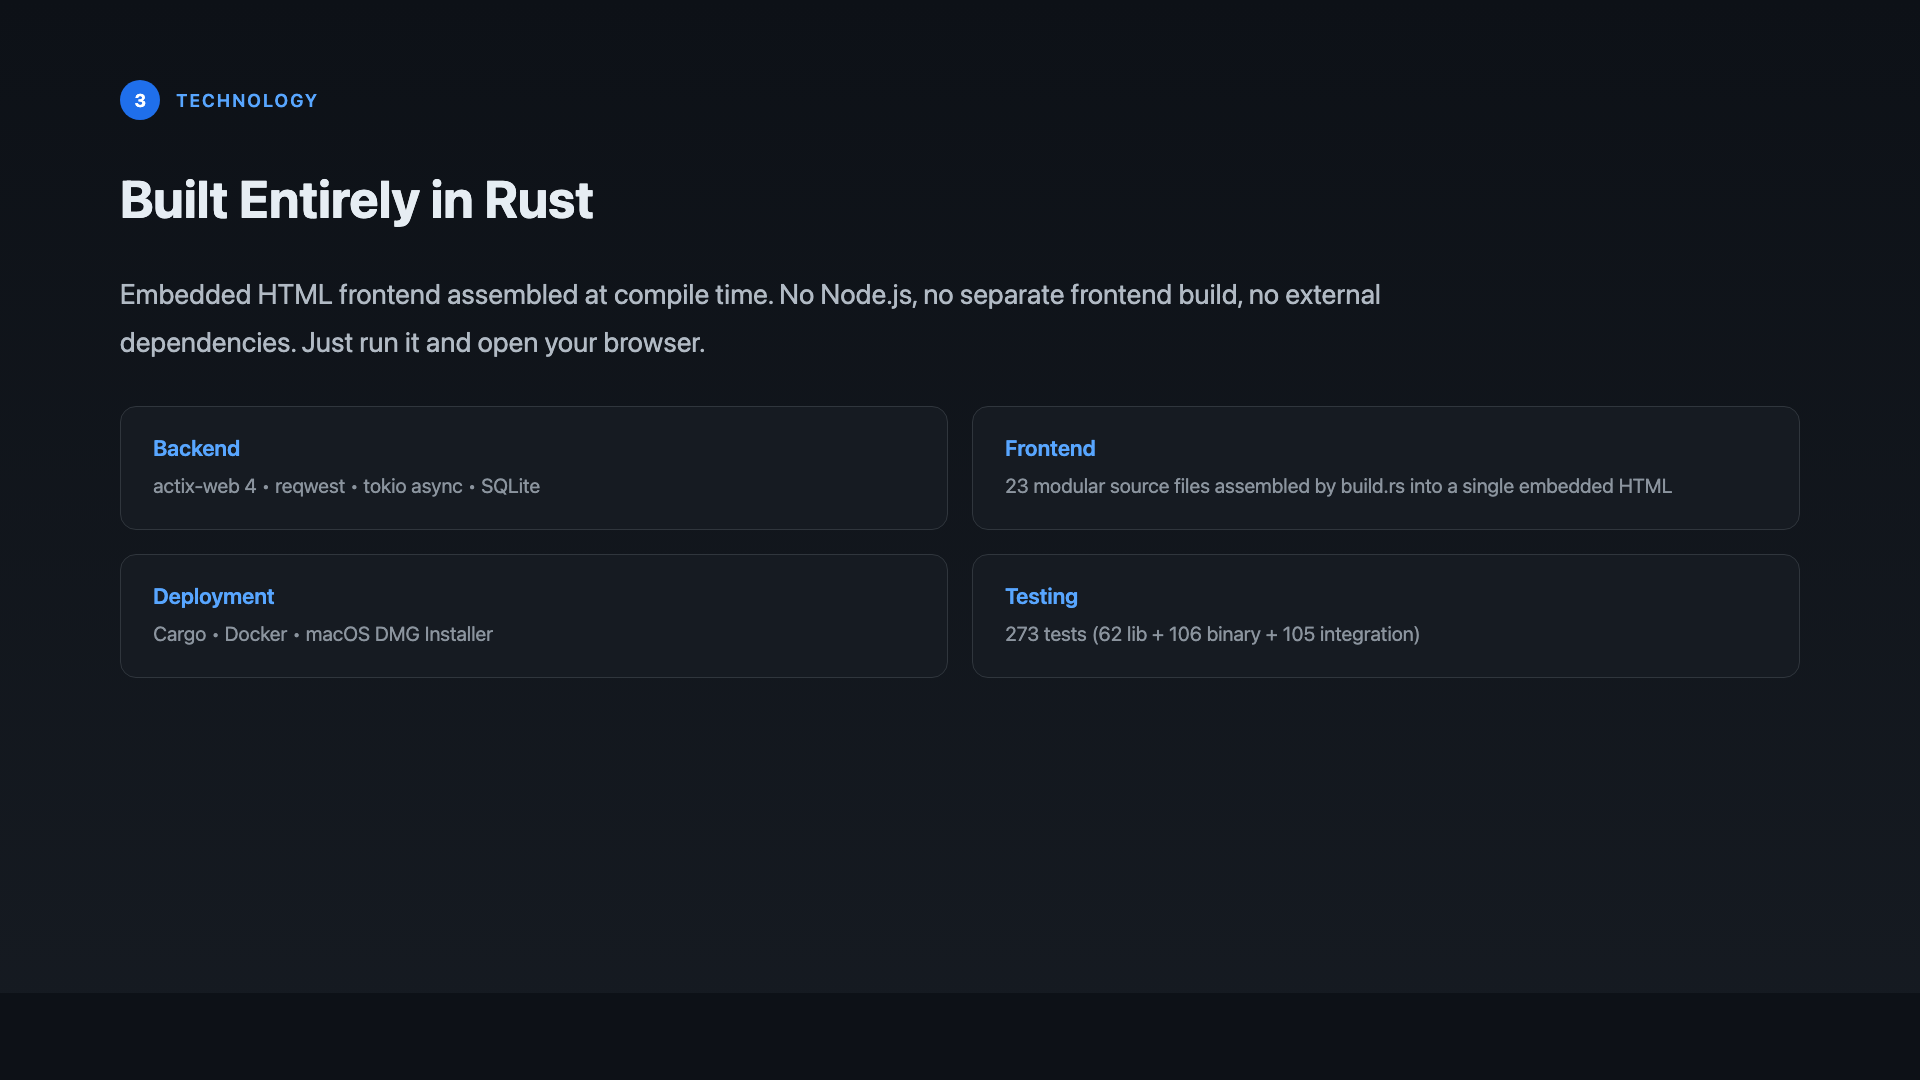 3 TECHNOLOGY
Built Entirely in Rust
Embedded HTML frontend assembled at compile time. No Node.js, no separate frontend build, no external
dependencies. Just run it and open your browser.
Backend
actix-web 4 • reqwest • tokio async • SQLite
Frontend
23 modular source files assembled by build.rs into a single embedded HTML
Deployment
Cargo • Docker • macOS DMG Installer
Testing
273 tests (62 lib + 106 binary + 105 integration)